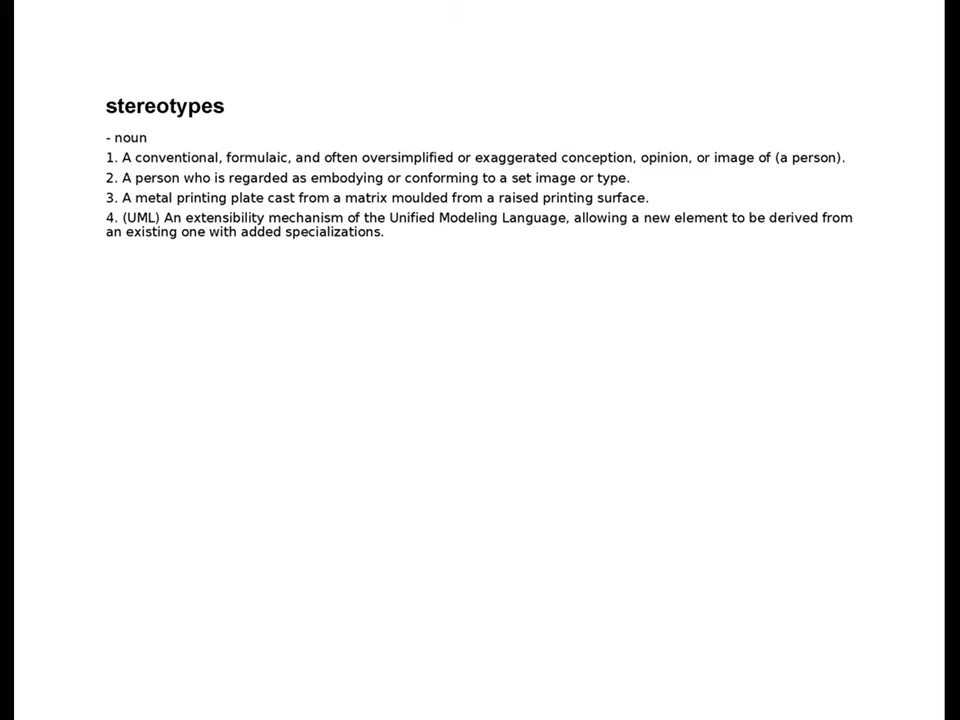 stereotypes
- noun
1. A conventional, formulaic, and often oversimplified or exaggerated conception, opinion, or image of (a person).
2. A person who is regarded as embodying or conforming to a set image or type.
3. A metal printing plate cast from a matrix moulded from a raised printing surface.
4. (UML) An extensibility mechanism of the Unified Modeling Language, allowing a new element to be derived from
an existing one with added specializations.